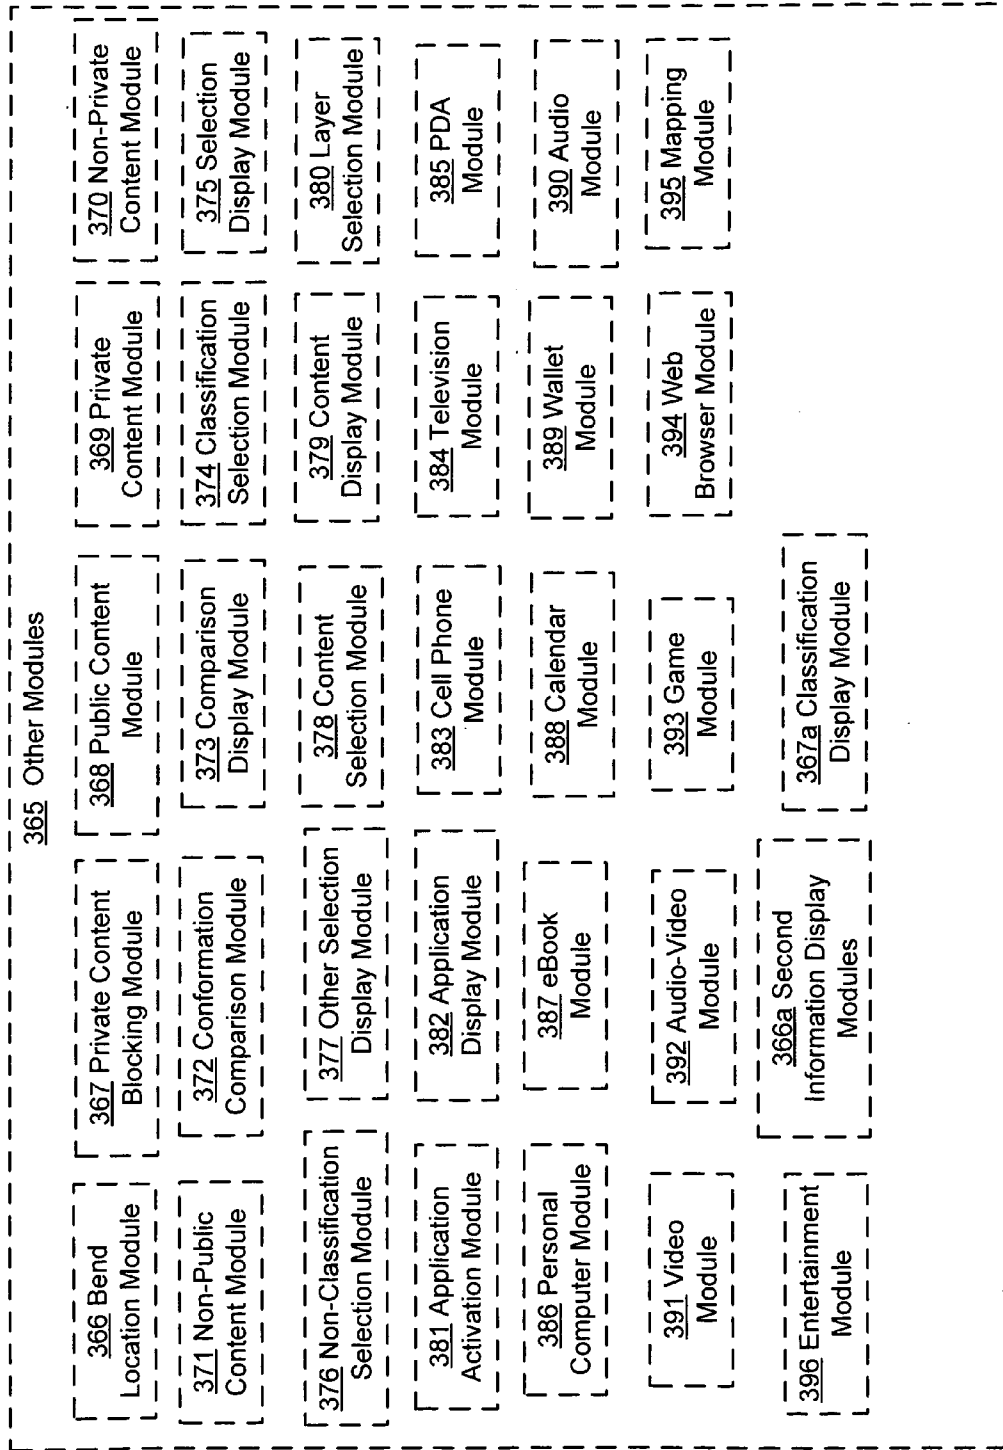 365 Other Modules
366 Bend
Location Module
367 Private Content
Blocking Module
368 Public Content
Module
369 Private
Content Module
370 Non-Private
Content Module
371 Non-Public
Content Module
372 Conformation
Comparison Module
373 Comparison
Display Module
374 Classification
Selection Module
375 Selection
Display Module
376 Non-Classification
Selection Module
377 Other Selection
Display Module
378 Content
Selection Module
379 Content
Display Module
380 Layer
Selection Module
381 Application
Activation Module
382 Application
Display Module
383 Cell Phone
Module
384 Television
Module
385 PDA
Module
386 Personal
Computer Module
387 eBook
Module
388 Calendar
Module
389 Wallet
Module
390 Audio
Module
391 Video
Module
392 Audio-Video
Module
393 Game
Module
394 Web
Browser Module
395 Mapping
Module
396 Entertainment
Module
366a Second
Information Display
Modules
367a Classification
Display Module